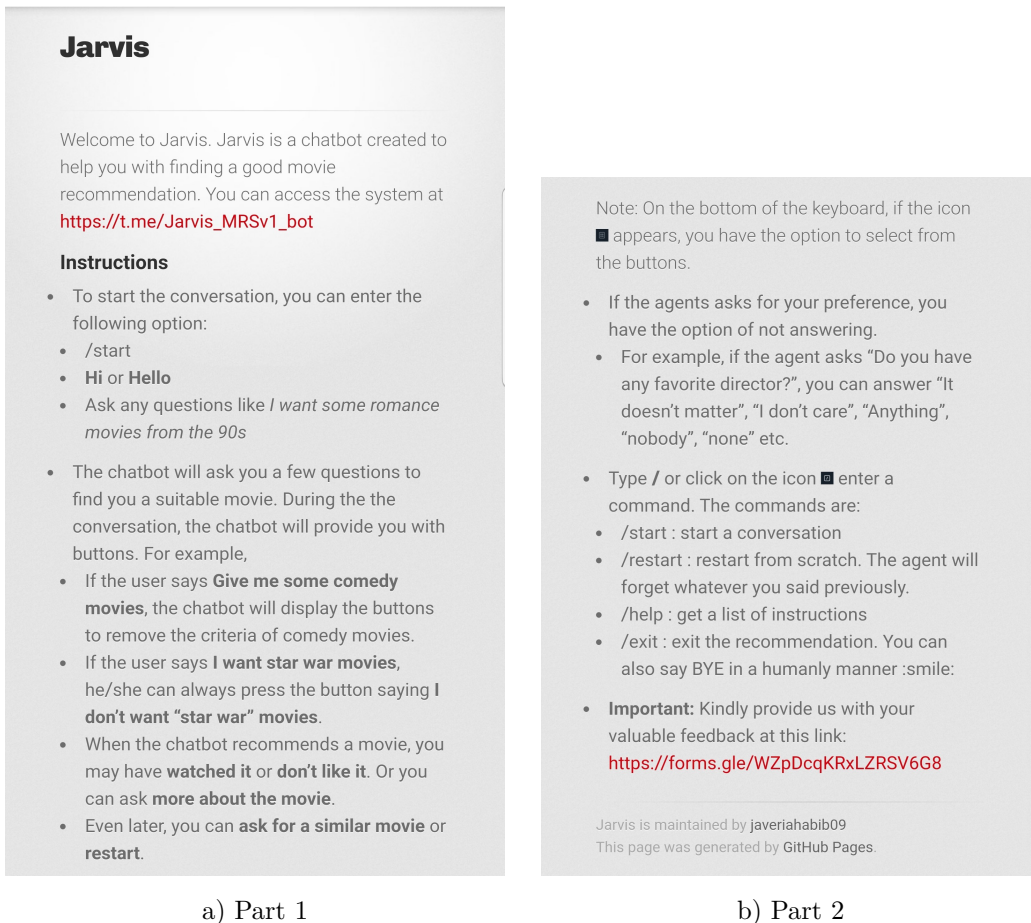 Jarvis
Welcome to Jarvis. Jarvis is a chatbot created to
help you with finding a good movie
recommendation. You can access the system at
https://t.me/Jarvis_MRSv1_bot
Instructions
• To start the conversation, you can enter the
following option:
• /start
• Hi or Hello
• Ask any questions like I want some romance
movies from the 90s
• The chatbot will ask you a few questions to
find you a suitable movie. During the the
conversation, the chatbot will provide you with
buttons. For example,
• If the user says Give me some comedy
movies, the chatbot will display the buttons
to remove the criteria of comedy movies.
• If the user says I want star war movies,
he/she can always press the button saying I
don’t want “star war” movies.
• When the chatbot recommends a movie, you
may have watched it or don’t like it. Or you
can ask more about the movie.
• Even later, you can ask for a similar movie or
restart.
a) Part 1
Note: On the bottom of the keyboard, if the icon
appears, you have the option to select from
the buttons.
• If the agents asks for your preference, you
have the option of not answering.
• For example, if the agent asks “Do you have
any favorite director?”, you can answer “It
doesn’t matter”, “I don’t care”, “Anything”,
“nobody”, “none” etc.
• Type / or click on the icon enter a
command. The commands are:
• /start : start a conversation
• /restart : restart from scratch. The agent will
forget whatever you said previously.
• /help : get a list of instructions
• /exit : exit the recommendation. You can
also say BYE in a humanly manner :smile:
• Important: Kindly provide us with your
valuable feedback at this link:
https://forms.gle/WZpDcqKRxLZRSV6G8
Jarvis is maintained by javeriahabib09
This page was generated by GitHub Pages.
b) Part 2